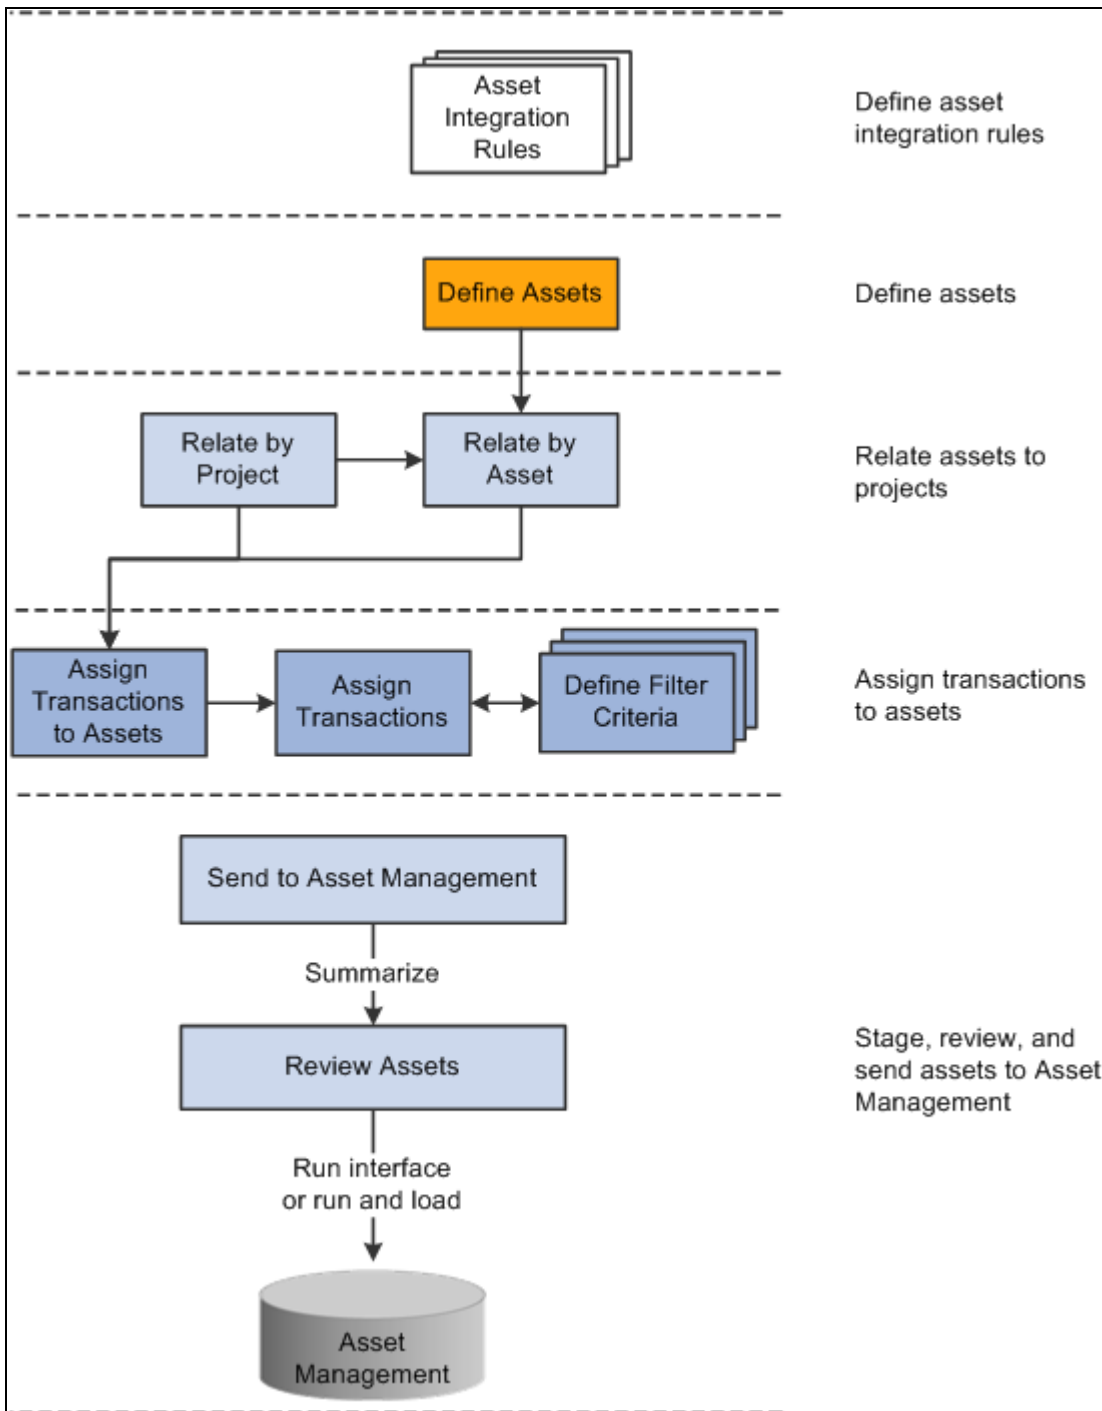 Asset
Integration
Rules
Define asset
integration rules
Define Assets
Define assets
Relate by
Project
Relate by
Asset
Relate assets to
projects
Assign
Transactions
to Assets
Assign
Transactions
Define Filter
Criteria
Assign transactions
to assets
Send to Asset Management
Summarize
Review Assets
Stage, review, and
send assets to Asset
Management
Run interface
or run and load
Asset
Management